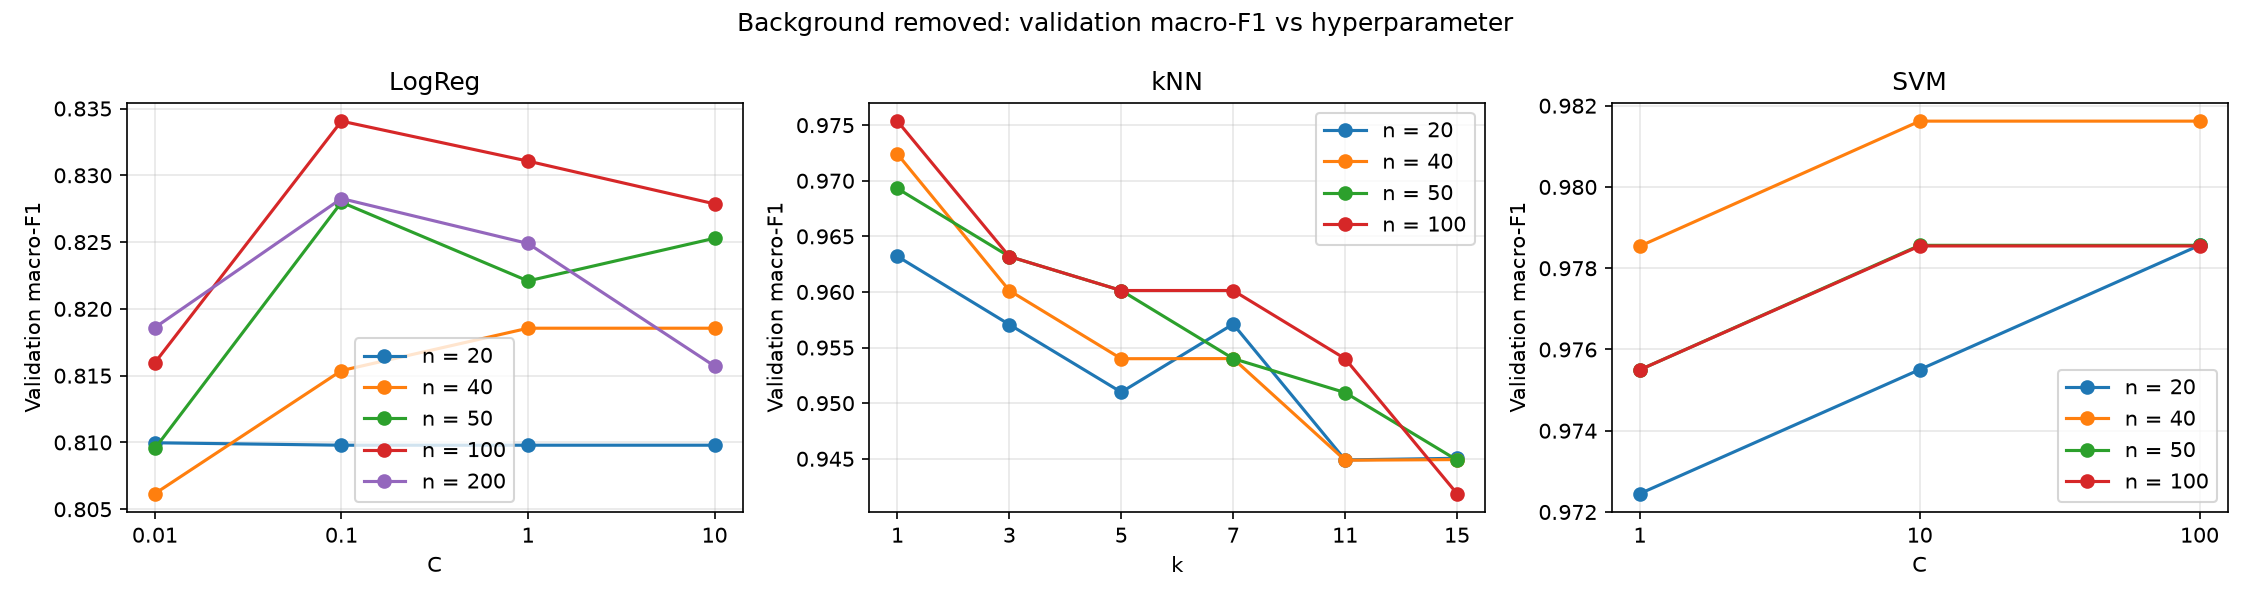 Background removed: validation macro-F1 vs hyperparameter
LogReg
Validation macro-F1
0.835
0.830
0.825
0.820
0.815
0.810
0.805
0.01
0.1
1
10
C
n = 20
n = 40
n = 50
n = 100
n = 200
kNN
Validation macro-F1
0.975
0.970
0.965
0.960
0.955
0.950
0.945
1
3
5
7
11
15
k
n = 20
n = 40
n = 50
n = 100
SVM
Validation macro-F1
0.982
0.980
0.978
0.976
0.974
0.972
1
10
100
C
n = 20
n = 40
n = 50
n = 100